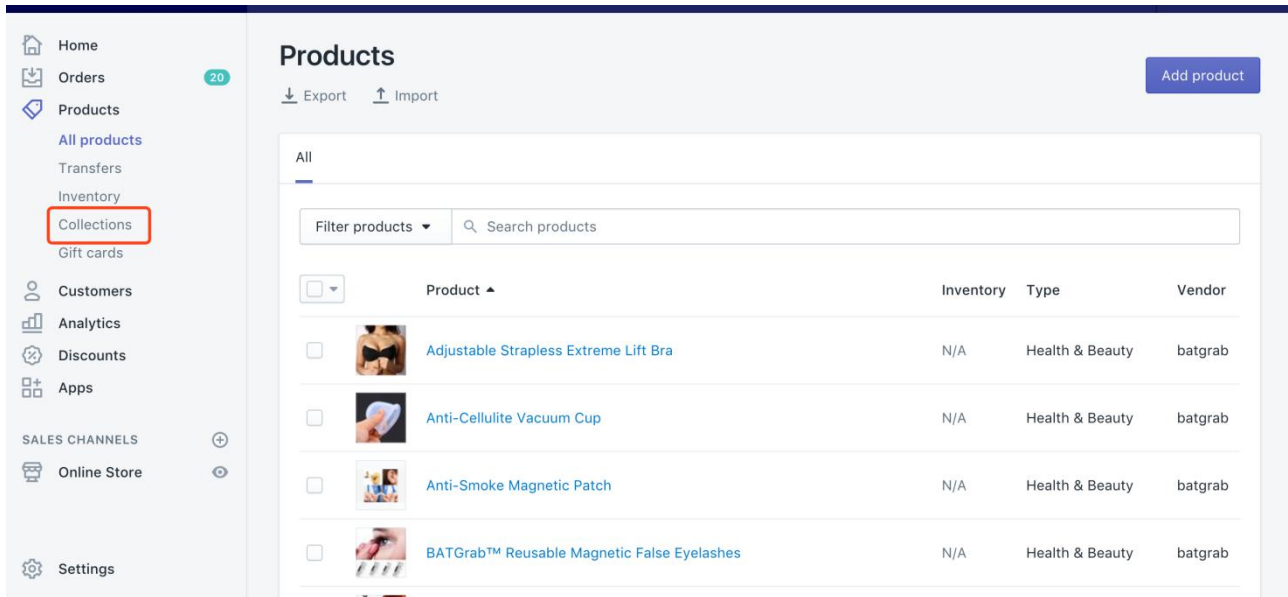 Home
Orders 20
Products
All products
Transfers
Inventory
Collections
Gift cards
Customers
Analytics
Discounts
Apps
SALES CHANNELS
Online Store
Settings
Products
Export Import
Add product
All
Filter products Search products
Product Inventory Type Vendor
Adjustable Strapless Extreme Lift Bra N/A Health & Beauty batgrab
Anti-Cellulite Vacuum Cup N/A Health & Beauty batgrab
Anti-Smoke Magnetic Patch N/A Health & Beauty batgrab
BATGrab™ Reusable Magnetic False Eyelashes N/A Health & Beauty batgrab